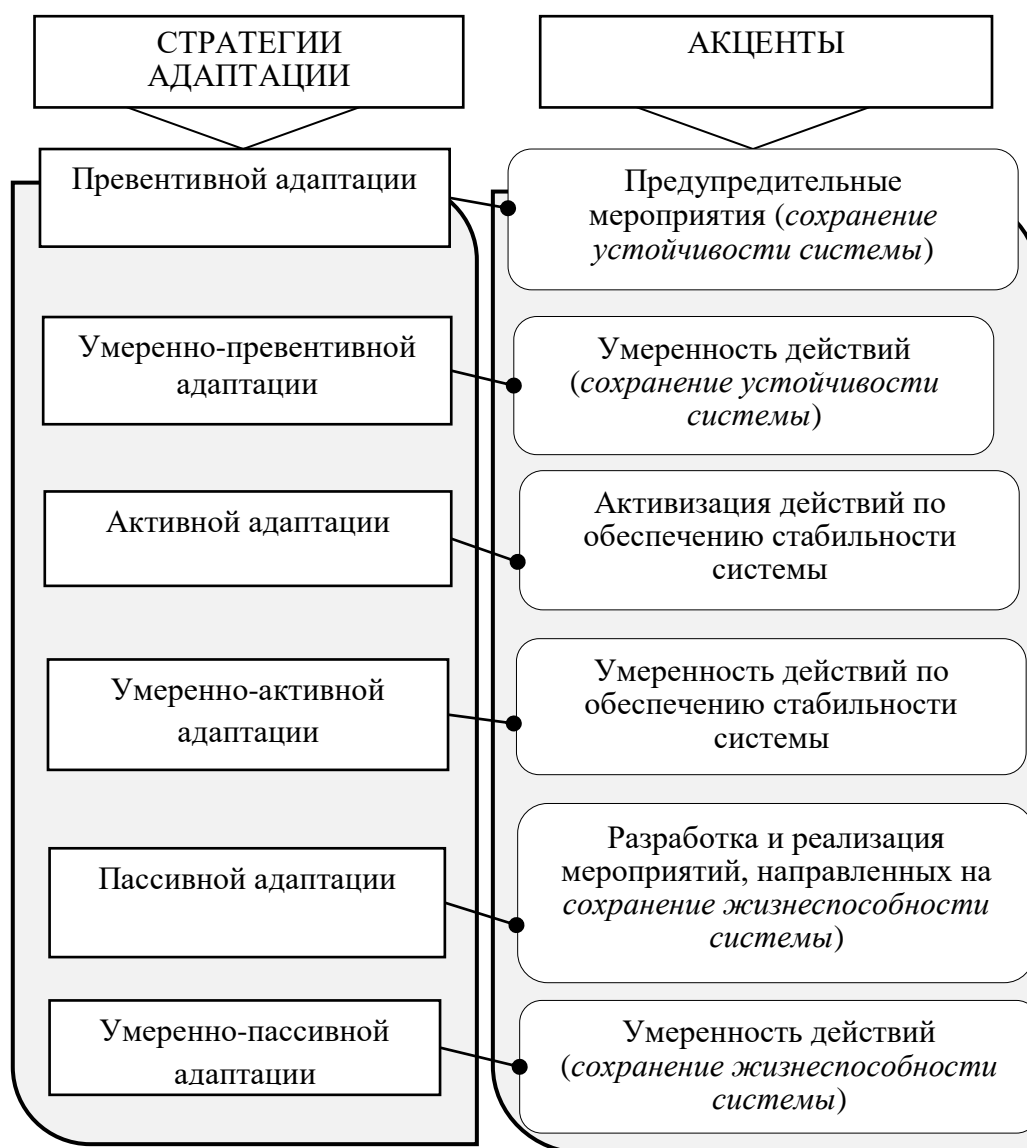 СТРАТЕГИИ
АДАПТАЦИИ
АКЦЕНТЫ
Превентивной адаптации
Предупредительные
мероприятия (сохранение
устойчивости системы)
Умеренно-превентивной
адаптации
Умеренность действий
(сохранение устойчивости
системы)
Активной адаптации
Активизация действий по
обеспечению стабильности
системы
Умеренно-активной
адаптации
Умеренность действий по
обеспечению стабильности
системы
Пассивной адаптации
Разработка и реализация
мероприятий, направленных на
сохранение жизнеспособности
системы)
Умеренно-пассивной
адаптации
Умеренность действий
(сохранение жизнеспособности
системы)